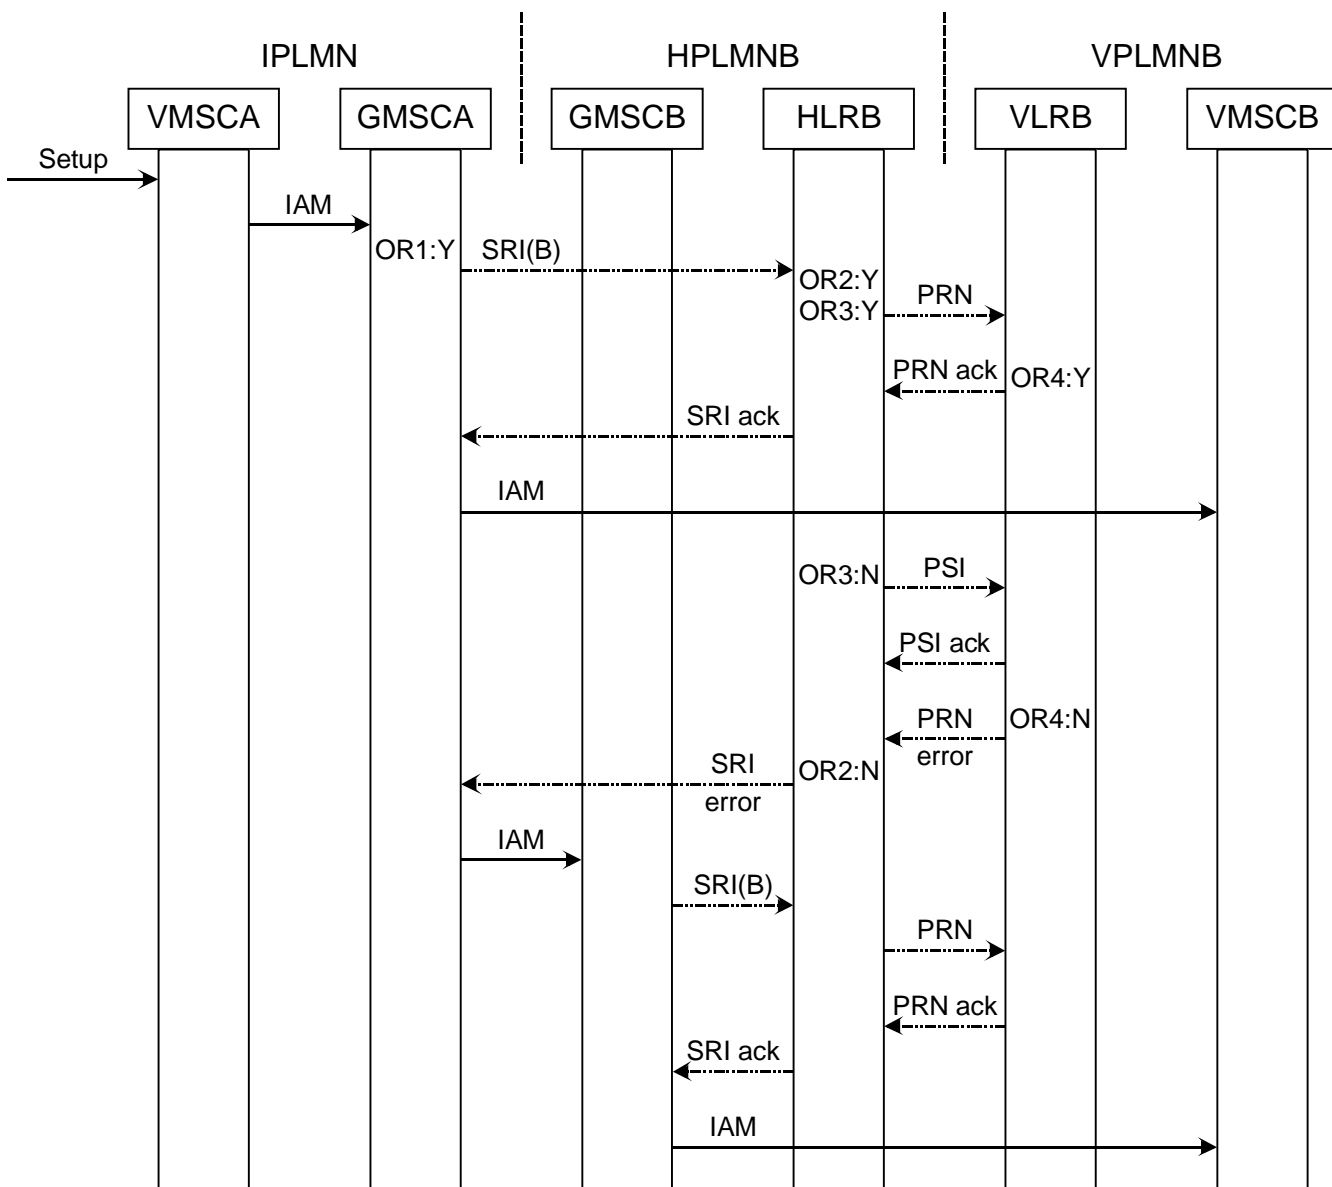 IPLMN HPLMNB VPLMNB
VMSCA GMSCA GMSCB HLRB VLRB VMSCB
Setup
IAM
OR1:Y SRI(B)
OR2:Y
PRN
OR3:Y
PRN ack
OR4:Y
SRI ack
IAM
OR3:N PSI
PSI ack
PRN OR4:N
error
SRI OR2:N
error
IAM
SRI(B)
PRN
PRN ack
SRI ack
IAM